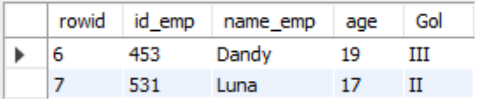 rowid id_emp name_emp age Gol
6 453 Dandy 19 III
7 531 Luna 17 II